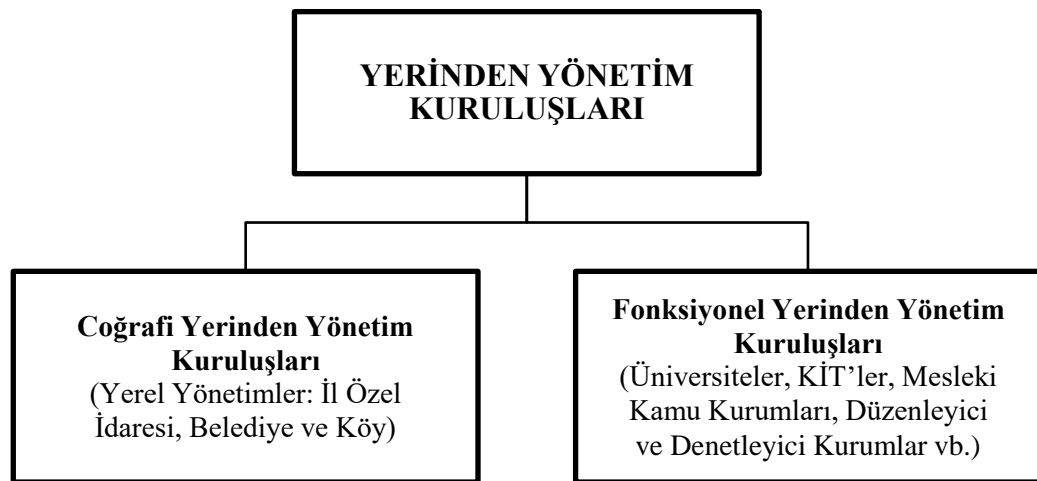 YERİNDEN YÖNETİM
KURULUŞLARI
Coğrafi Yerinden Yönetim
Kuruluşları
(Yerel Yönetimler: İl Özel
İdaresi, Belediye ve Köy)
Fonksiyonel Yerinden Yönetim
Kuruluşları
(Üniversiteler, KİT’ler, Mesleki
Kamu Kurumları, Düzenleyici
ve Denetleyici Kurumlar vb.)